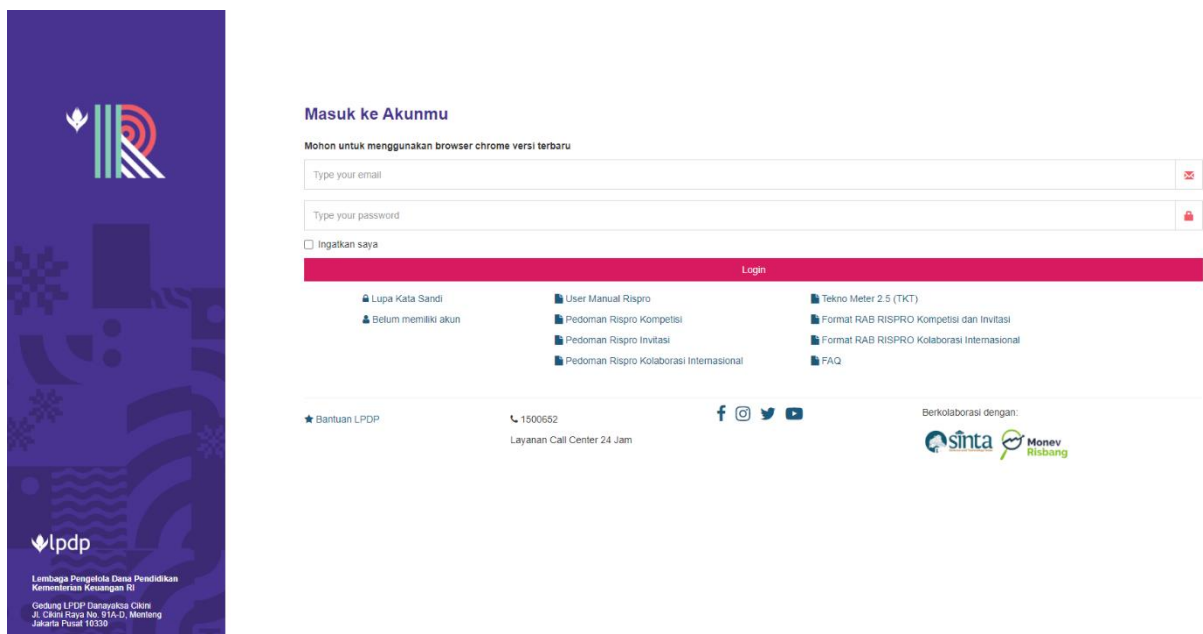 Masuk ke Akunmu
Mohon untuk menggunakan browser chrome versi terbaru
Type your email
Type your password
Ingatkan saya
Login
Lupa Kata Sandi
Belum memiliki akun
User Manual Rispro
Pedoman Rispro Kompetisi
Pedoman Rispro Invitasi
Pedoman Rispro Kolaborasi Internasional
Tekno Meter 2.5 (TKT)
Format RAB RISPRO Kompetisi dan Invitasi
Format RAB RISPRO Kolaborasi Internasional
FAQ
Bantuan LPDP
1500652
Layanan Call Center 24 Jam
Berkolaborasi dengan:
sinta
Monev
Risbang
lpdp
Lembaga Pengelola Dana Pendidikan
Kementerian Keuangan RI
Gedung LPDP Danayaksa Cikini
Jl. Cikini Raya No. 91A-D, Menteng
Jakarta Pusat 10330